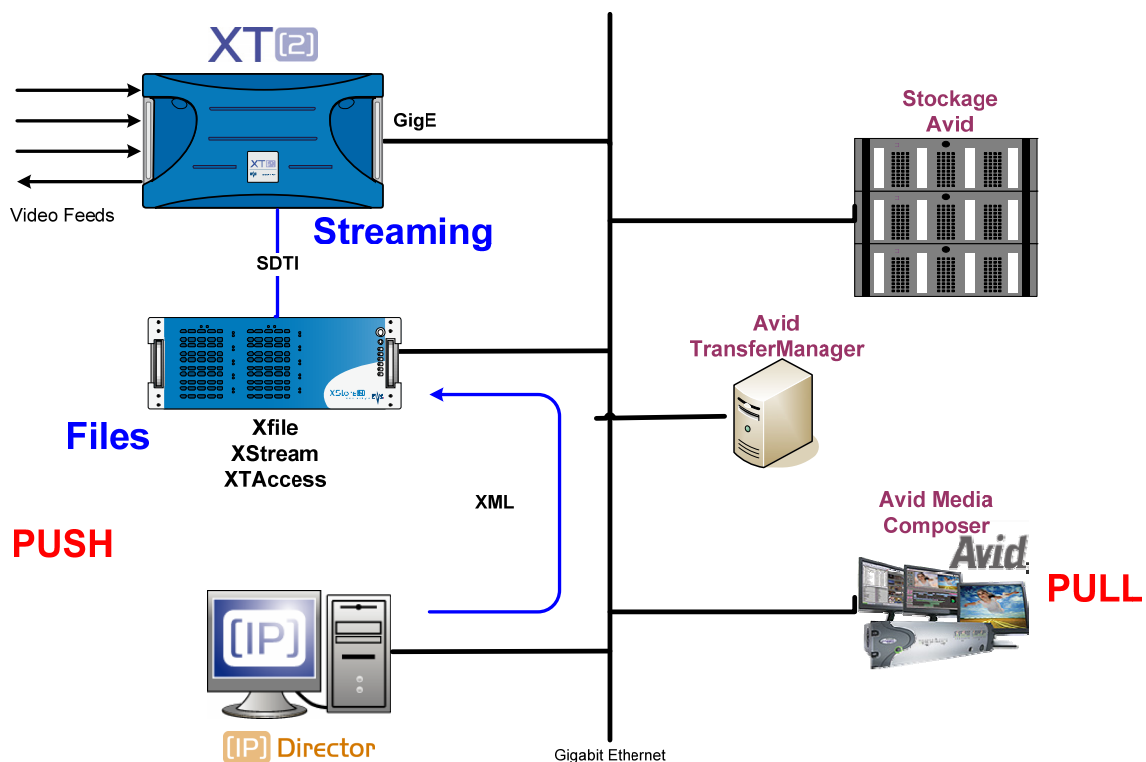 XT[2]
GigE
Video Feeds
Streaming
SDTI
Files
Xfile
XStream
XTAccess
XML
PUSH
[IP]
[IP] Director
Gigabit Ethernet
Stockage
Avid
Avid
TransferManager
Avid Media
Composer
Avid
PULL